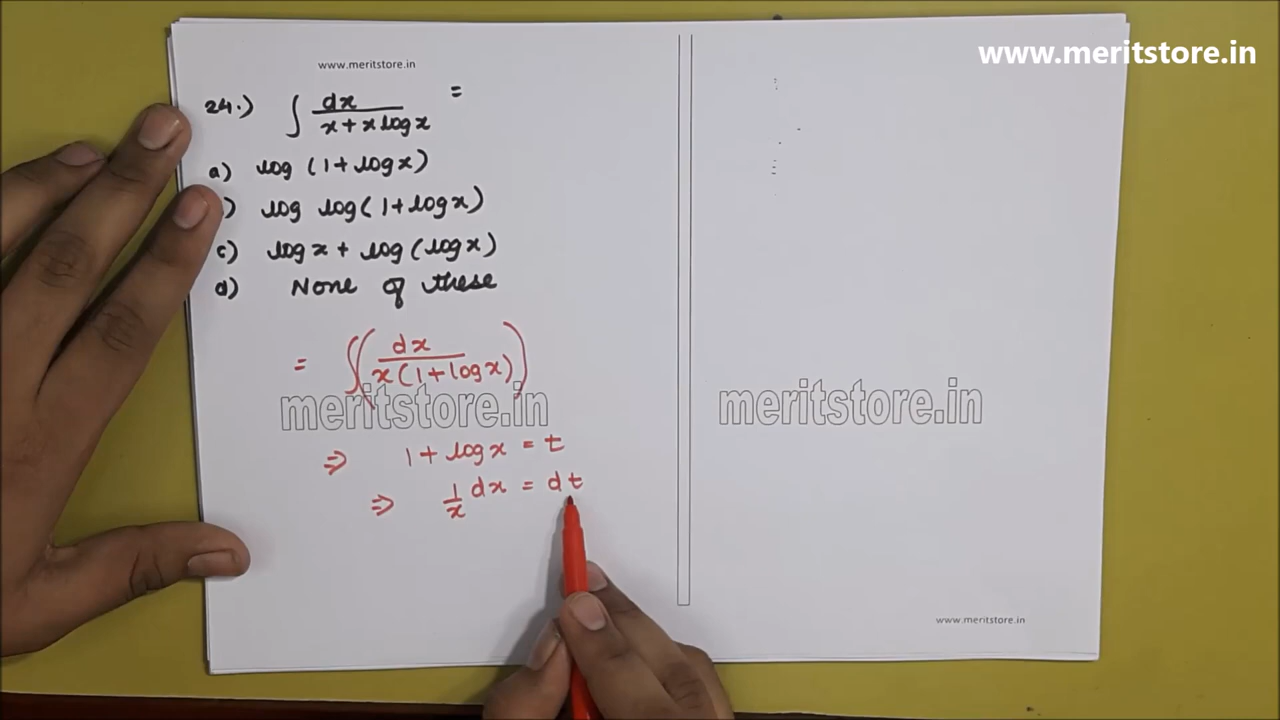 www.meritstore.in
www.meritstore.in
24.) ∫ dx / x + x log x =
a) log (1 + log x)
) log log (1 + log x)
c) log x + log (log x)
d) None of these
= ∫ ( dx / x (1 + log x) )
meritstore.in meritstore.in
⇒ 1 + log x = t
⇒ 1/x dx = dt
www.meritstore.in